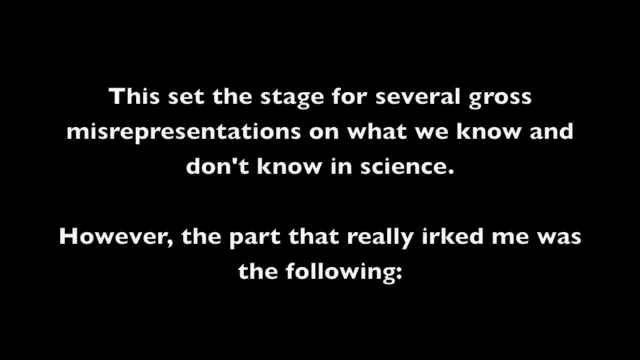 This set the stage for several gross
misrepresentations on what we know and
don't know in science.
However, the part that really irked me was
the following: